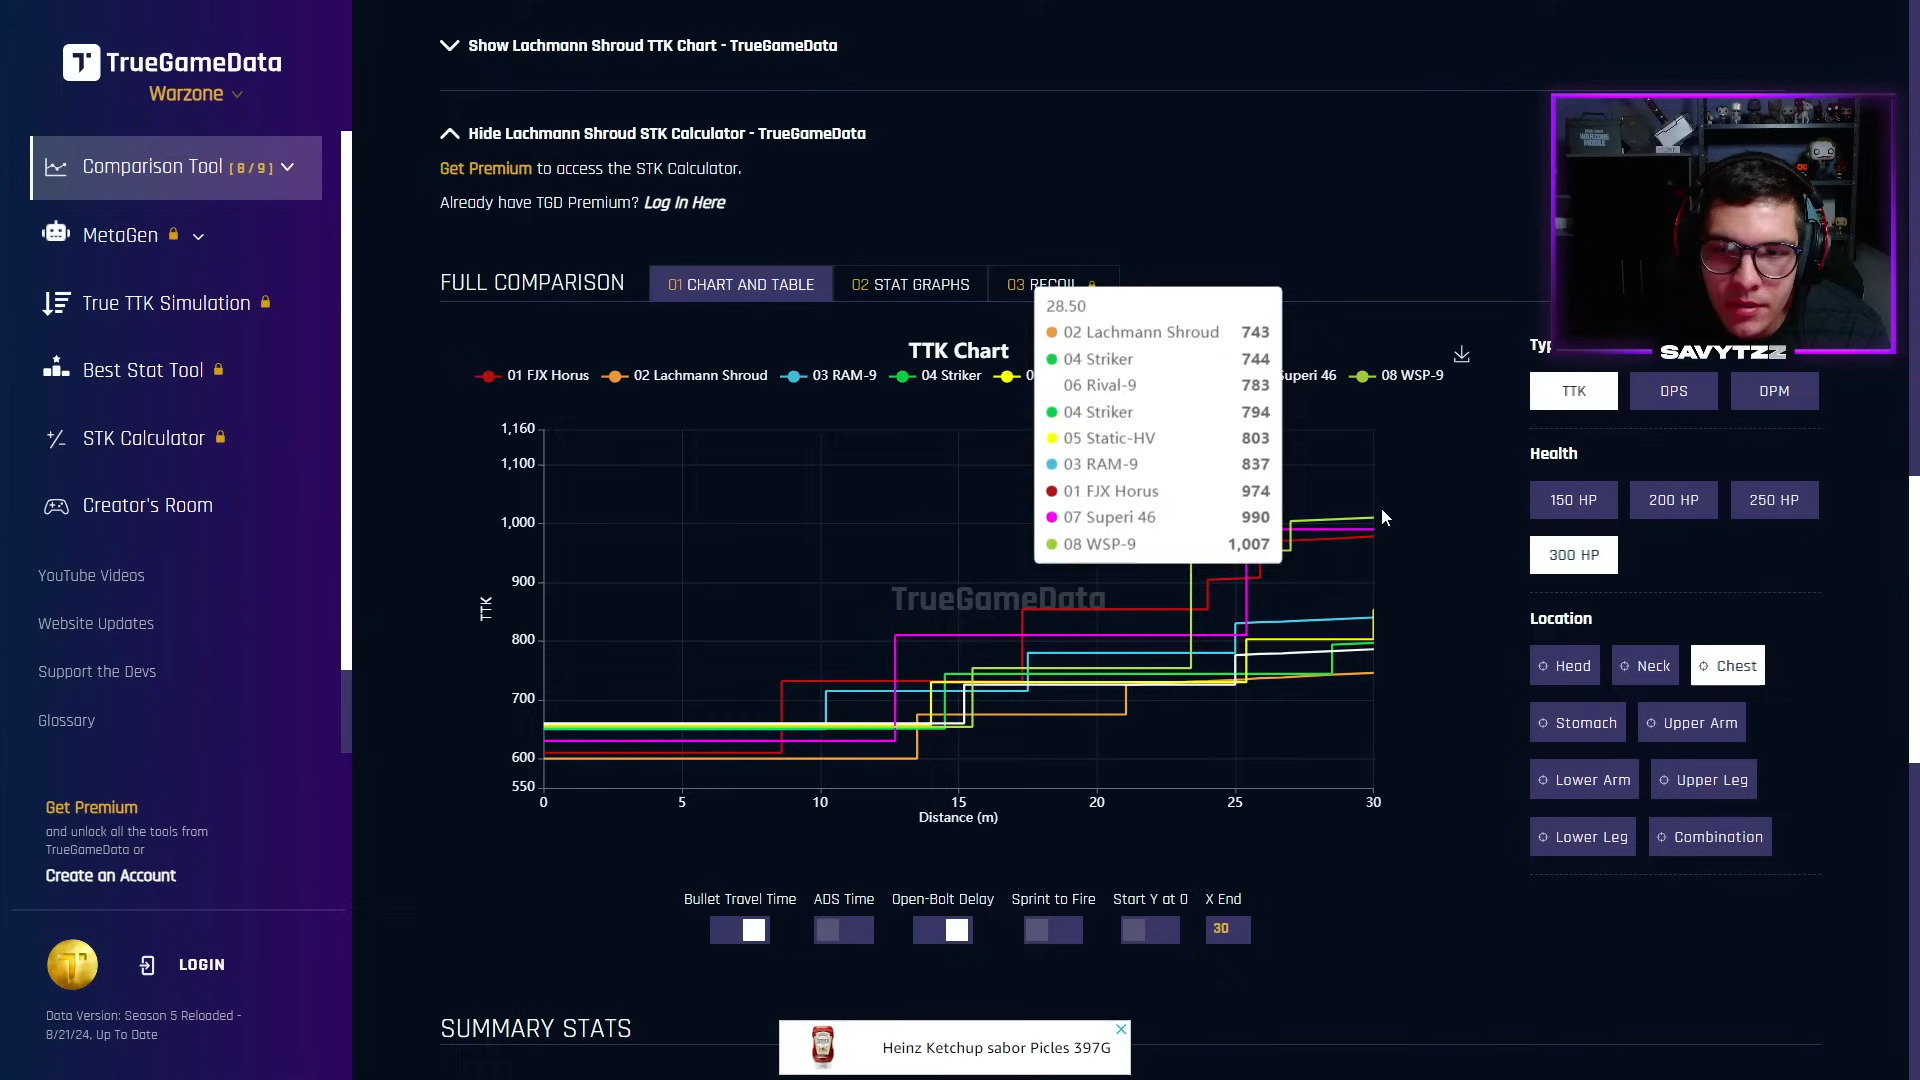 TrueGameData
Warzone
Comparison Tool [8/9]
MetaGen
True TTK Simulation
Best Stat Tool
STK Calculator
Creator's Room
YouTube Videos
Website Updates
Support the Devs
Glossary
Get Premium
and unlock all the tools from
TrueGameData or
Create an Account
LOGIN
Data Version: Season 5 Reloaded -
8/21/24, Up To Date
Show Lachmann Shroud TTK Chart - TrueGameData
Hide Lachmann Shroud STK Calculator - TrueGameData
Get Premium to access the STK Calculator.
Already have TGD Premium? Log In Here
FULL COMPARISON
01 CHART AND TABLE
02 STAT GRAPHS
03 RECOIL
TTK Chart
01 FJX Horus
02 Lachmann Shroud
03 RAM-9
04 Striker
0
Superi 46
08 WSP-9
28.50
02 Lachmann Shroud 743
04 Striker 744
06 Rival-9 783
04 Striker 794
05 Static-HV 803
03 RAM-9 837
01 FJX Horus 974
07 Superi 46 990
08 WSP-9 1,007
TTK
1,160
1,100
1,000
900
800
700
600
550
TrueGameData
0 5 10 15 20 25 30
Distance (m)
Bullet Travel Time
ADS Time
Open-Bolt Delay
Sprint to Fire
Start Y at 0
X End
30
SUMMARY STATS
Heinz Ketchup sabor Picles 397G
WARZONE
MOBILE
SAVYTZZ
Typ
TTK
DPS
DPM
Health
150 HP
200 HP
250 HP
300 HP
Location
Head
Neck
Chest
Stomach
Upper Arm
Lower Arm
Upper Leg
Lower Leg
Combination